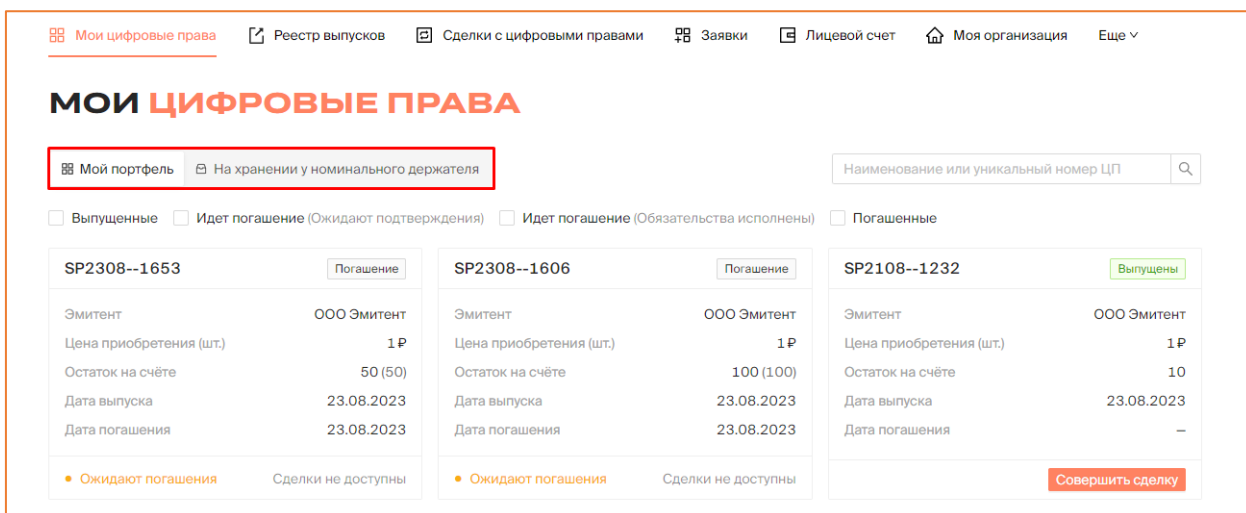 Мои цифровые права Реестр выпусков Сделки с цифровыми правами Заявки Лицевой счет Моя организация Еще
МОИ ЦИФРОВЫЕ ПРАВА
Мой портфель На хранении у номинального держателя Наименование или уникальный номер ЦП
Выпущенные Идет погашение (Ожидают подтверждения) Идет погашение (Обязательства исполнены) Погашенные
SP2308--1653 Погашение
Эмитент ООО Эмитент
Цена приобретения (шт.) 1 ₽
Остаток на счёте 50 (50)
Дата выпуска 23.08.2023
Дата погашения 23.08.2023
Ожидают погашения Сделки не доступны
SP2308--1606 Погашение
Эмитент ООО Эмитент
Цена приобретения (шт.) 1 ₽
Остаток на счёте 100 (100)
Дата выпуска 23.08.2023
Дата погашения 23.08.2023
Ожидают погашения Сделки не доступны
SP2108--1232 Выпущены
Эмитент ООО Эмитент
Цена приобретения (шт.) 1 ₽
Остаток на счёте 10
Дата выпуска 23.08.2023
Дата погашения –
Совершить сделку